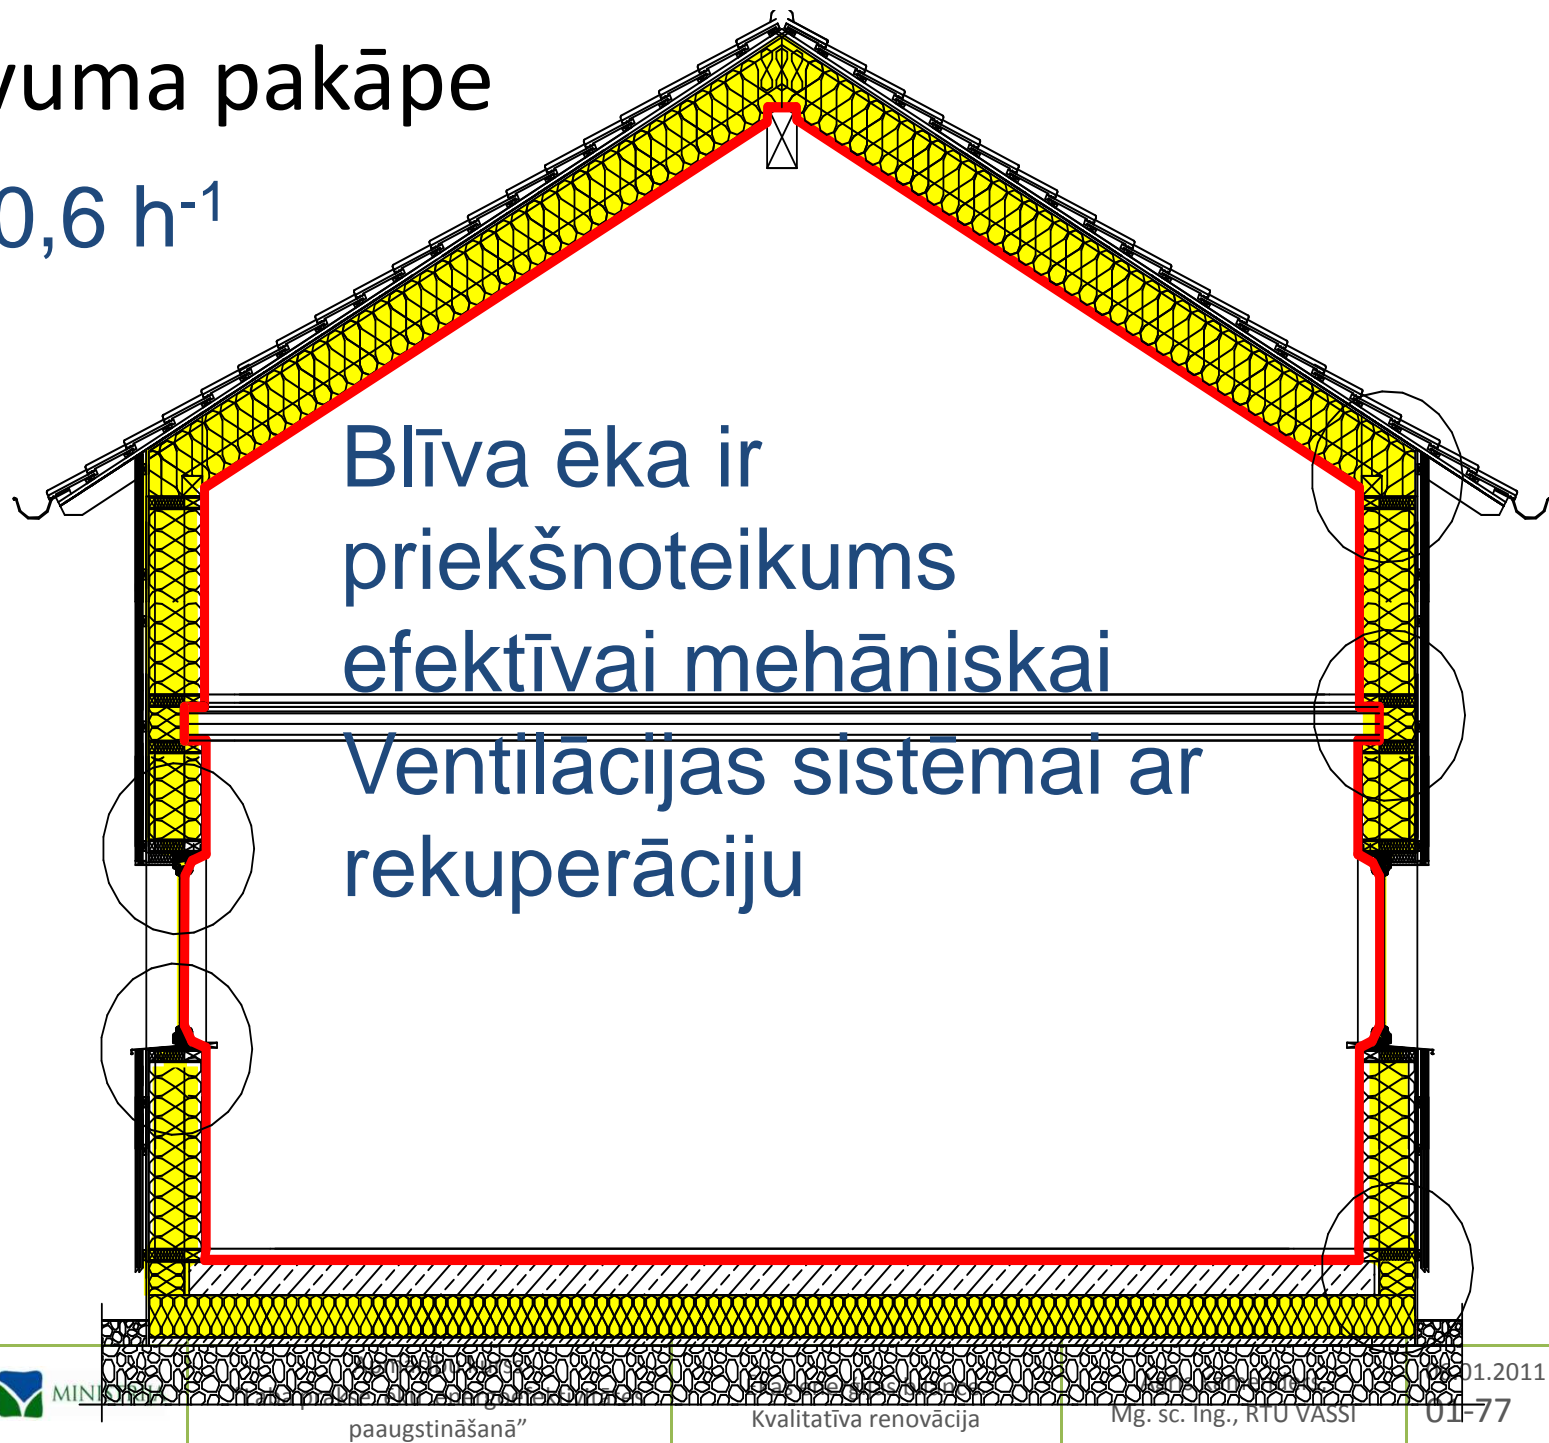 vuma pakāpe
0,6 h-1
Blīva ēka ir
priekšnoteikums
efektīvai mehāniskai
Ventilācijas sistēmai ar
rekuperāciju
paaugstināšanā”
Kvalitatīva renovācija
Mg. sc. Ing., RTU VASSI
01.2011
01-77